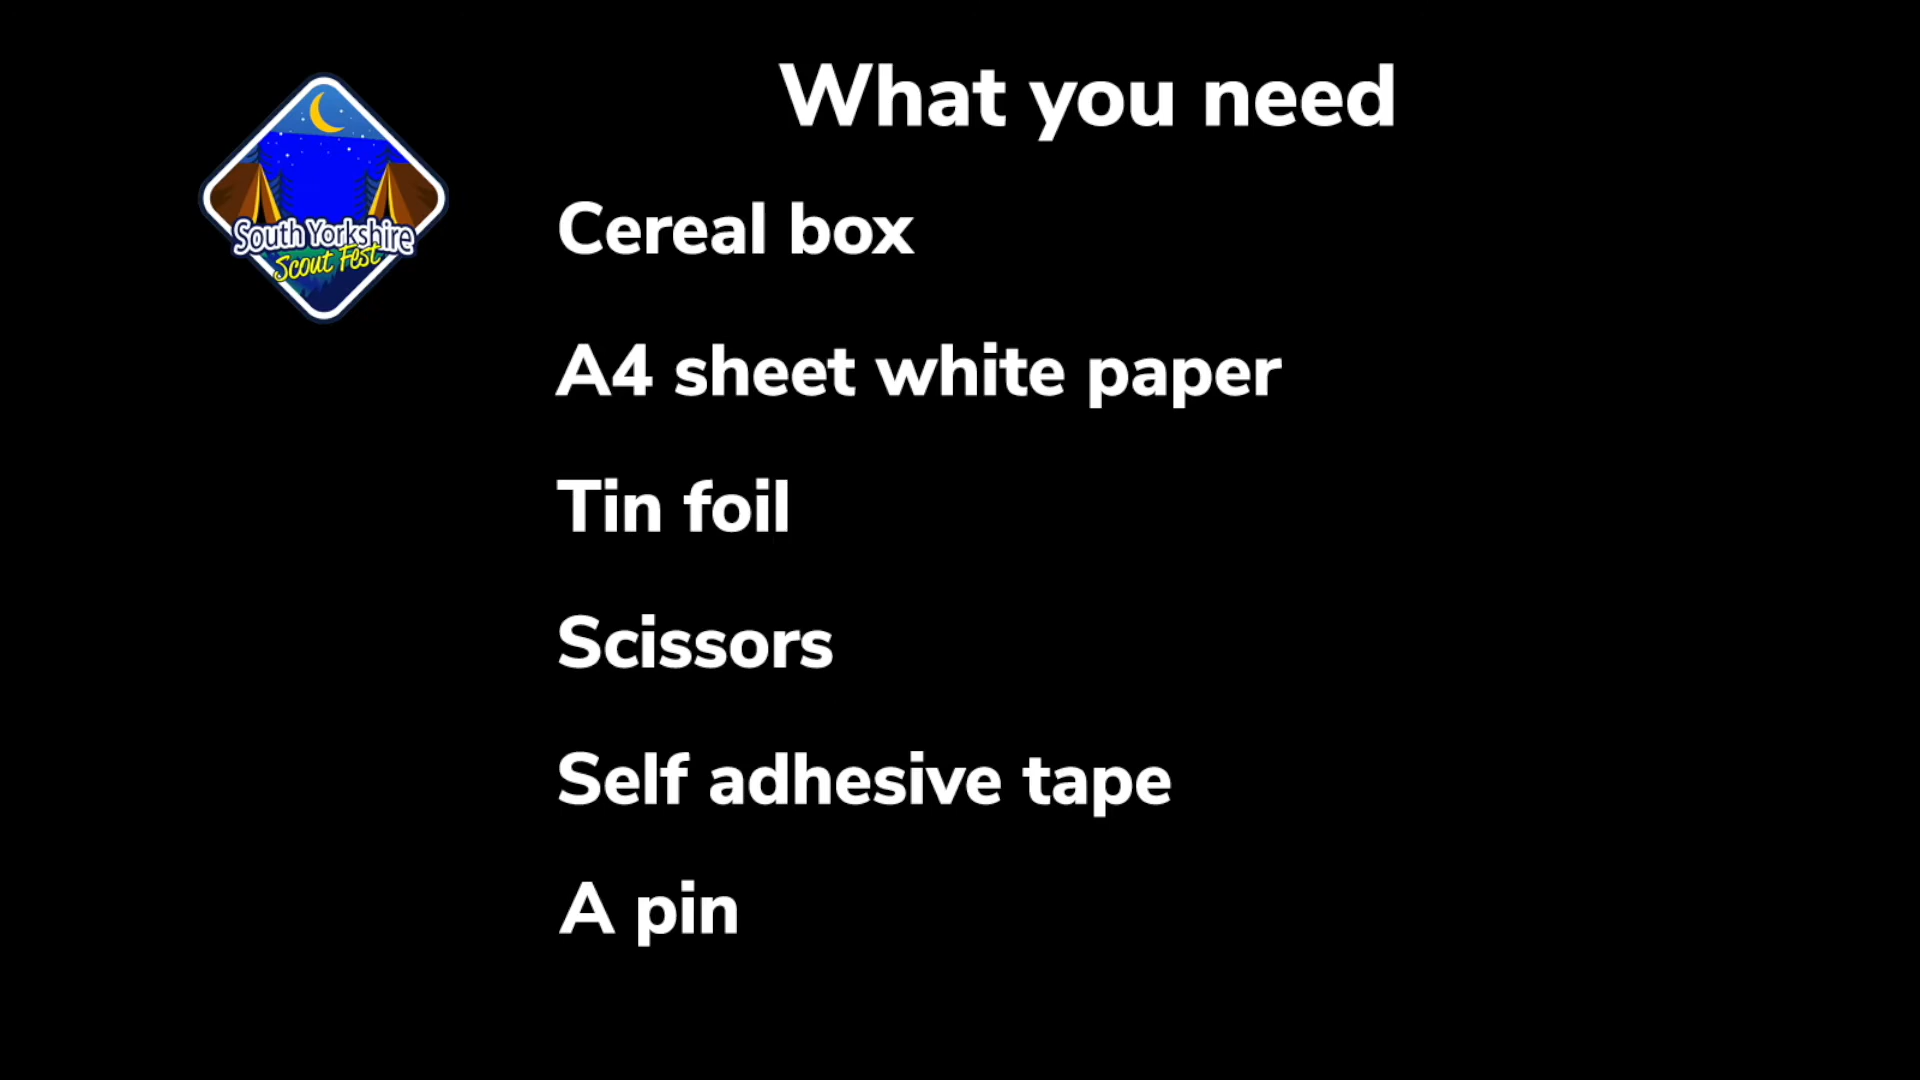 What you need
South Yorkshire
Scout Fest
Cereal box
A4 sheet white paper
Tin foil
Scissors
Self adhesive tape
A pin